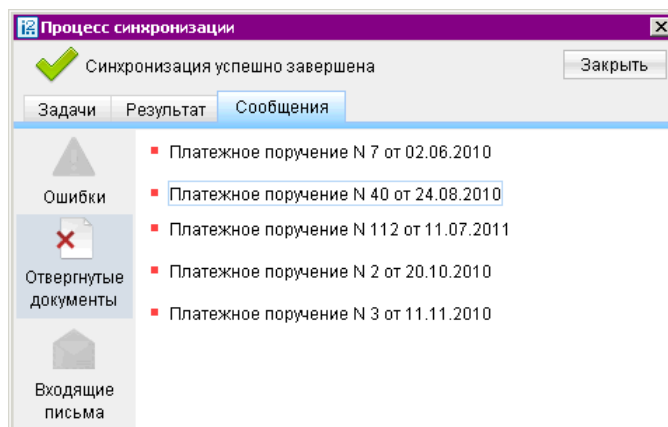 Процесс синхронизации
Синхронизация успешно завершена
Закрыть
Задачи Результат Сообщения
Ошибки
Отвергнутые
документы
Входящие
письма
Платежное поручение N 7 от 02.06.2010
Платежное поручение N 40 от 24.08.2010
Платежное поручение N 112 от 11.07.2011
Платежное поручение N 2 от 20.10.2010
Платежное поручение N 3 от 11.11.2010